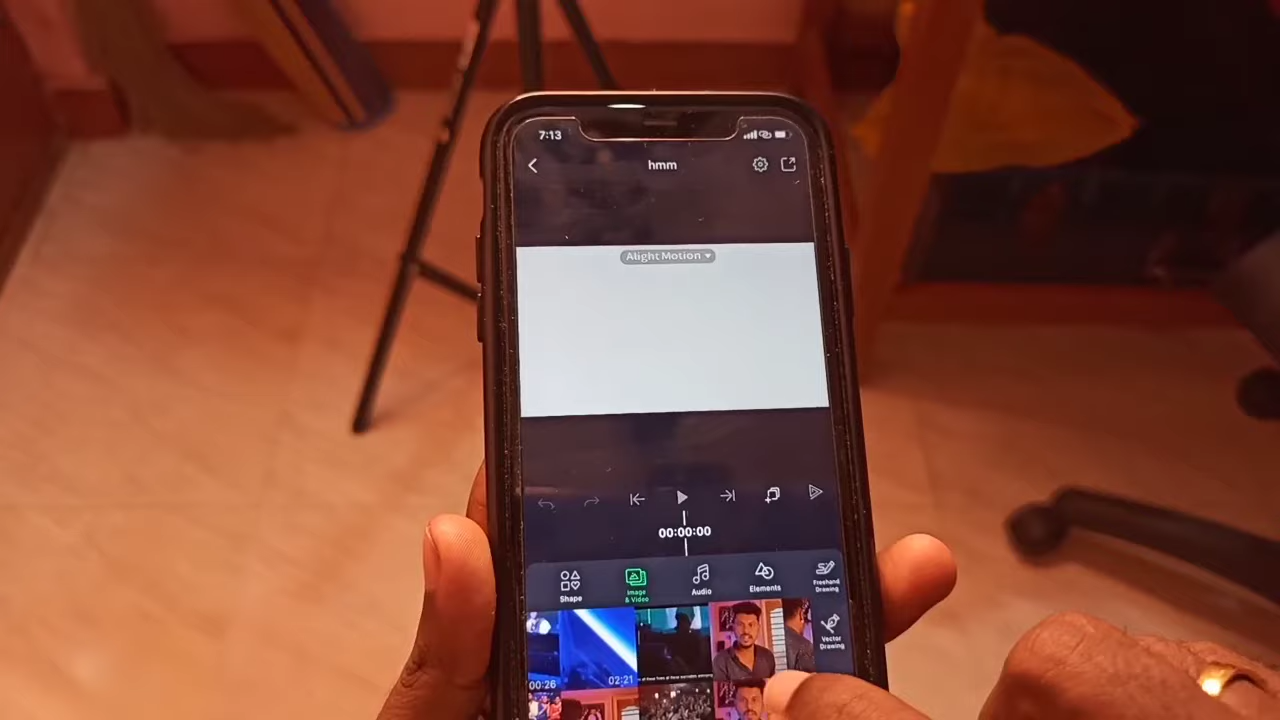 7:13
hmm
Alight Motion
00:00:00
Shape
Image
& Video
Audio
Elements
Freehand
Drawing
Vector
Drawing
00:26
02:21